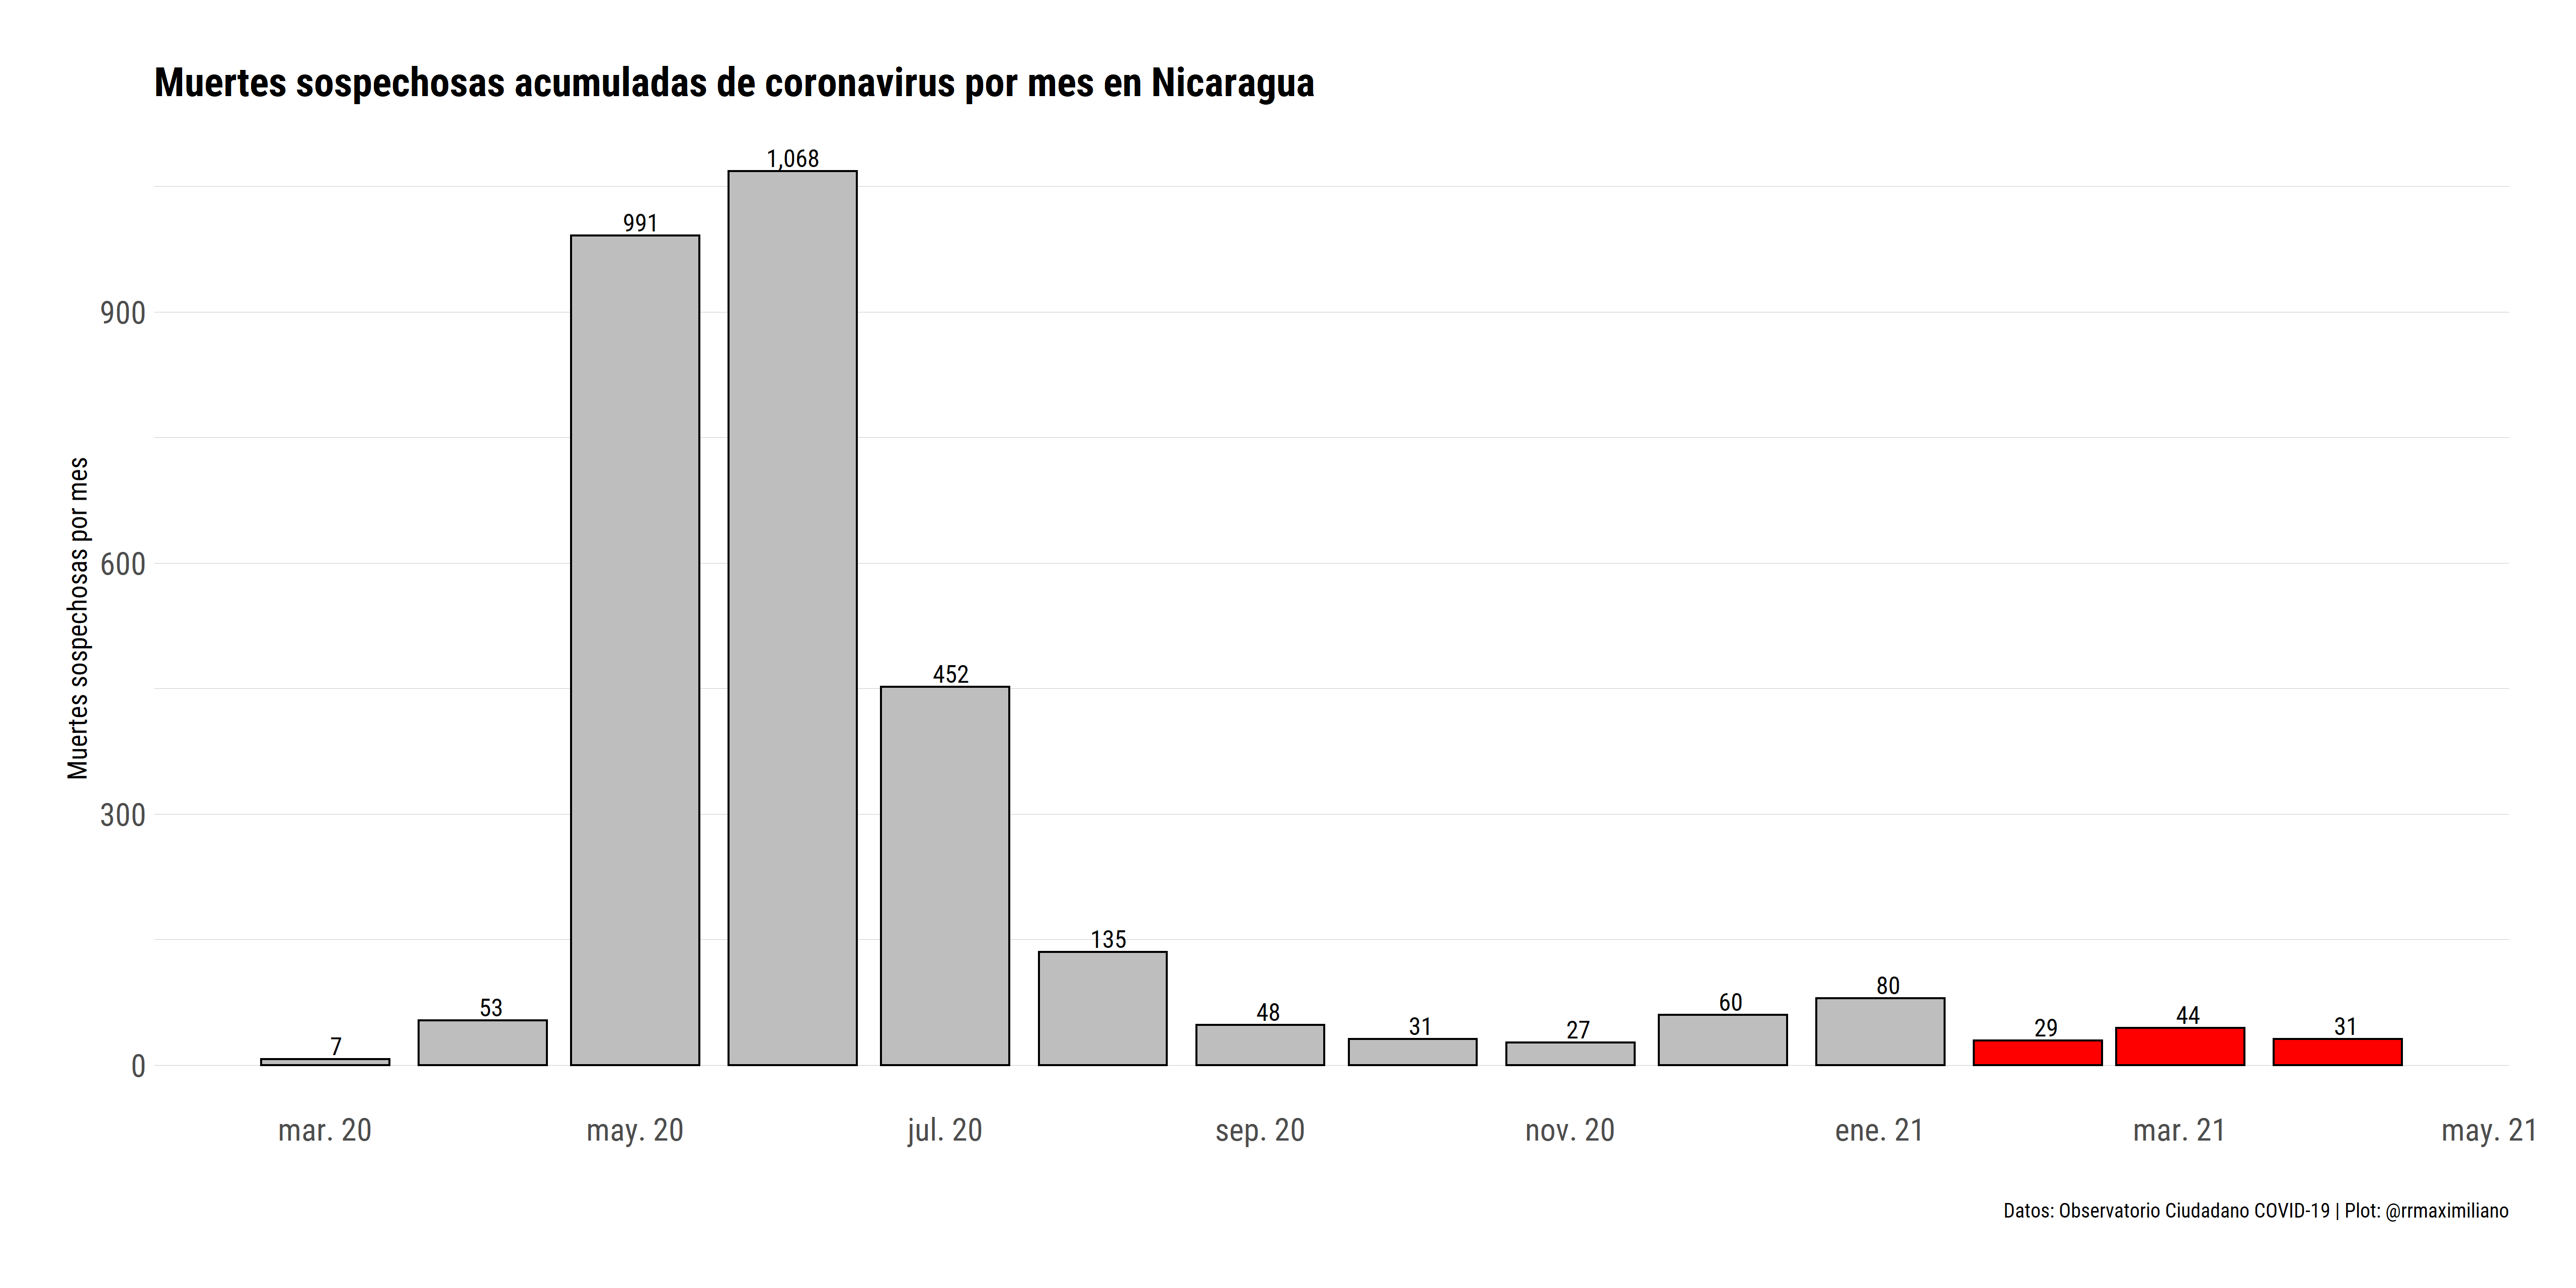 Muertes sospechosas acumuladas de coronavirus por mes en Nicaragua
Muertes sospechosas por mes
900
600
300
0
7
53
991
1,068
452
135
48
31
27
60
80
29
44
31
mar. 20
may. 20
jul. 20
sep. 20
nov. 20
ene. 21
mar. 21
may. 21
Datos: Observatorio Ciudadano COVID-19 | Plot: @rrmaximiliano